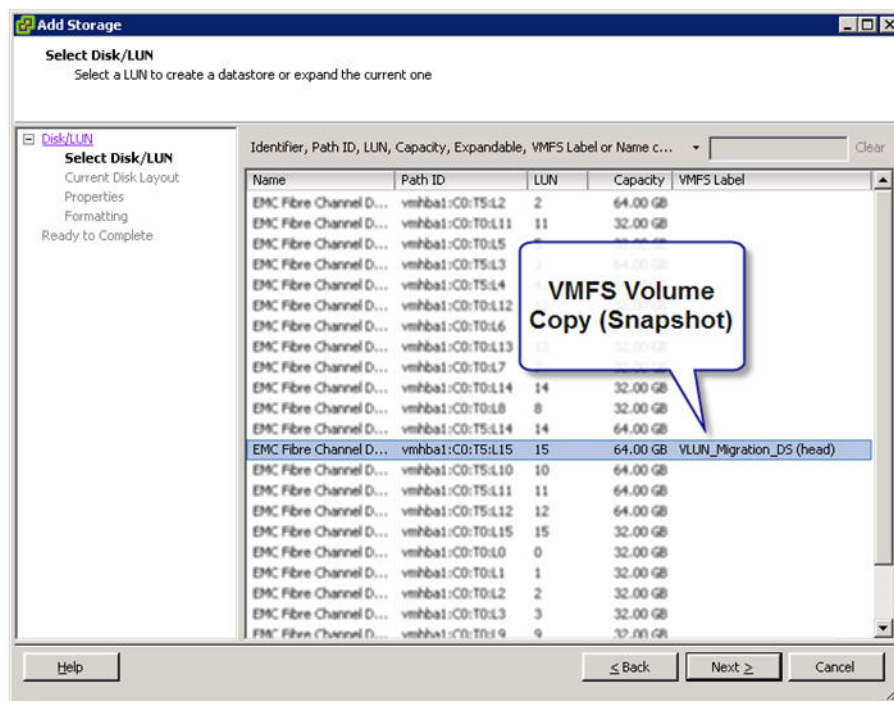 Add Storage
Select Disk/LUN
Select a LUN to create a datastore or expand the current one
Disk/LUN
Select Disk/LUN
Current Disk Layout
Properties
Formatting
Ready to Complete
Identifier, Path ID, LUN, Capacity, Expandable, VMFS Label or Name c... Clear
Name Path ID LUN Capacity VMFS Label
EMC Fibre Channel D... vmhba1:C0:T5:L2 2 64.00 GB
EMC Fibre Channel D... vmhba1:C0:T0:L11 11 32.00 GB
EMC Fibre Channel D... vmhba1:C0:T0:L5
EMC Fibre Channel D... vmhba1:C0:T5:L3
EMC Fibre Channel D... vmhba1:C0:T5:L4
EMC Fibre Channel D... vmhba1:C0:T0:L12
EMC Fibre Channel D... vmhba1:C0:T0:L6
EMC Fibre Channel D... vmhba1:C0:T0:L13
EMC Fibre Channel D... vmhba1:C0:T0:L7
VMFS Volume
Copy (Snapshot)
EMC Fibre Channel D... vmhba1:C0:T0:L14 14 32.00 GB
EMC Fibre Channel D... vmhba1:C0:T0:L8 8 32.00 GB
EMC Fibre Channel D... vmhba1:C0:T5:L14 14 64.00 GB
EMC Fibre Channel D... vmhba1:C0:T5:L15 15 64.00 GB VLUN_Migration_DS (head)
EMC Fibre Channel D... vmhba1:C0:T5:L10 10 64.00 GB
EMC Fibre Channel D... vmhba1:C0:T5:L11 11 64.00 GB
EMC Fibre Channel D... vmhba1:C0:T5:L12 12 64.00 GB
EMC Fibre Channel D... vmhba1:C0:T0:L15 15 32.00 GB
EMC Fibre Channel D... vmhba1:C0:T0:L0 0 32.00 GB
EMC Fibre Channel D... vmhba1:C0:T0:L1 1 32.00 GB
EMC Fibre Channel D... vmhba1:C0:T0:L2 2 32.00 GB
EMC Fibre Channel D... vmhba1:C0:T0:L3 3 32.00 GB
EMC Fibre Channel D... vmhba1:C0:T0:L9 9 32.00 GB
Help ≤ Back Next ≥ Cancel